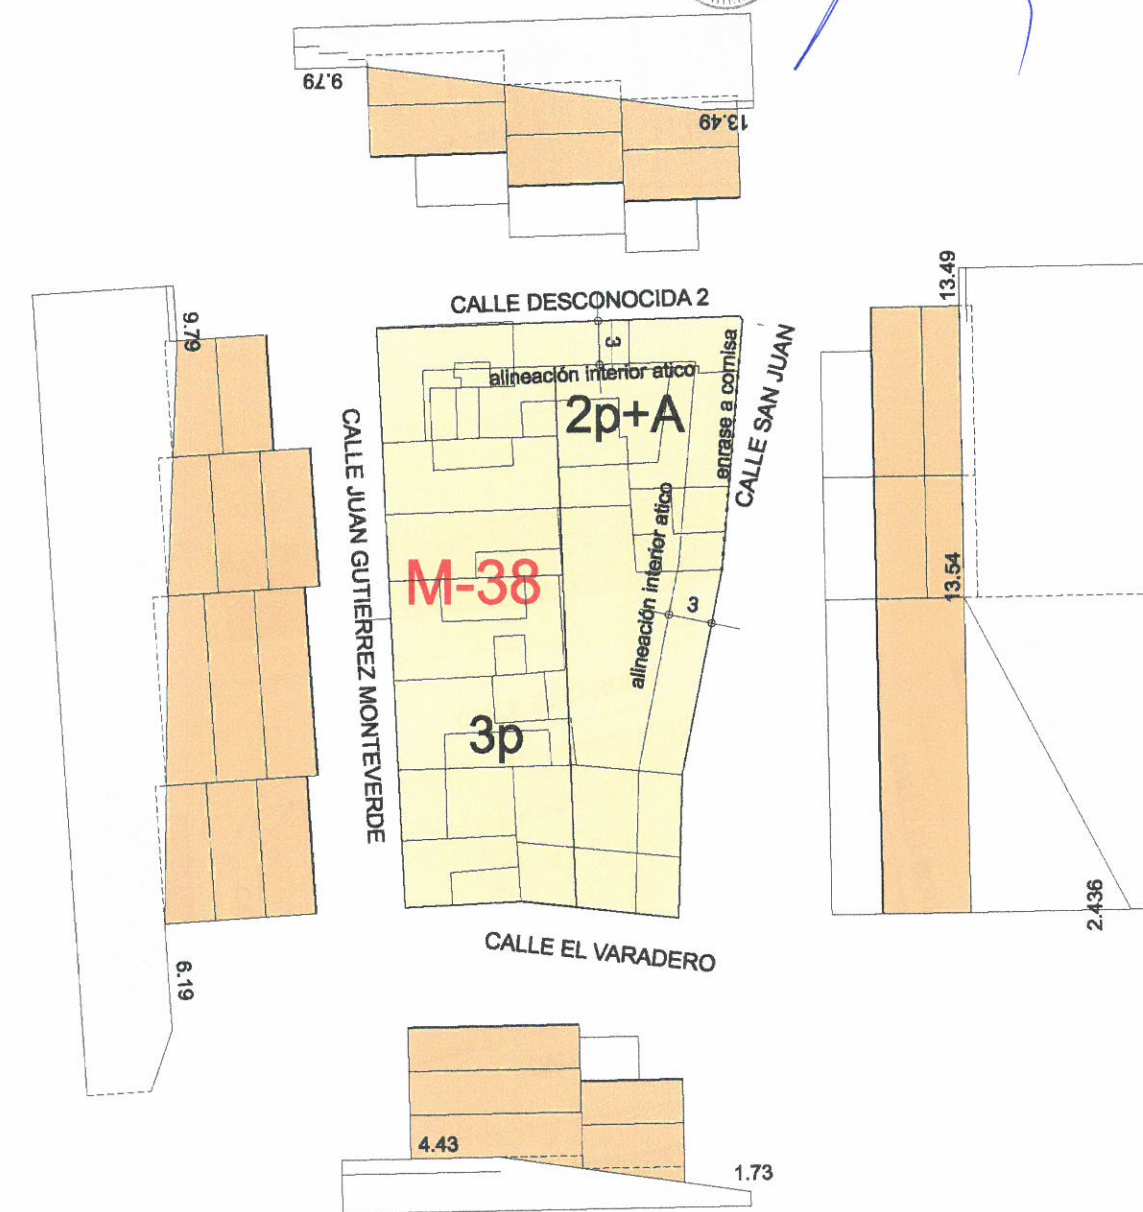 9.79
13.49
CALLE DESCONOCIDA 2
13.49
9.79
3
alineación interior atico
2p+A
enrase a cornisa
CALLE SAN JUAN
CALLE JUAN GUTIERREZ MONTEVERDE
M-38
alineación interior atico
3
13.54
3p
2.436
CALLE EL VARADERO
6.19
4.43
1.73